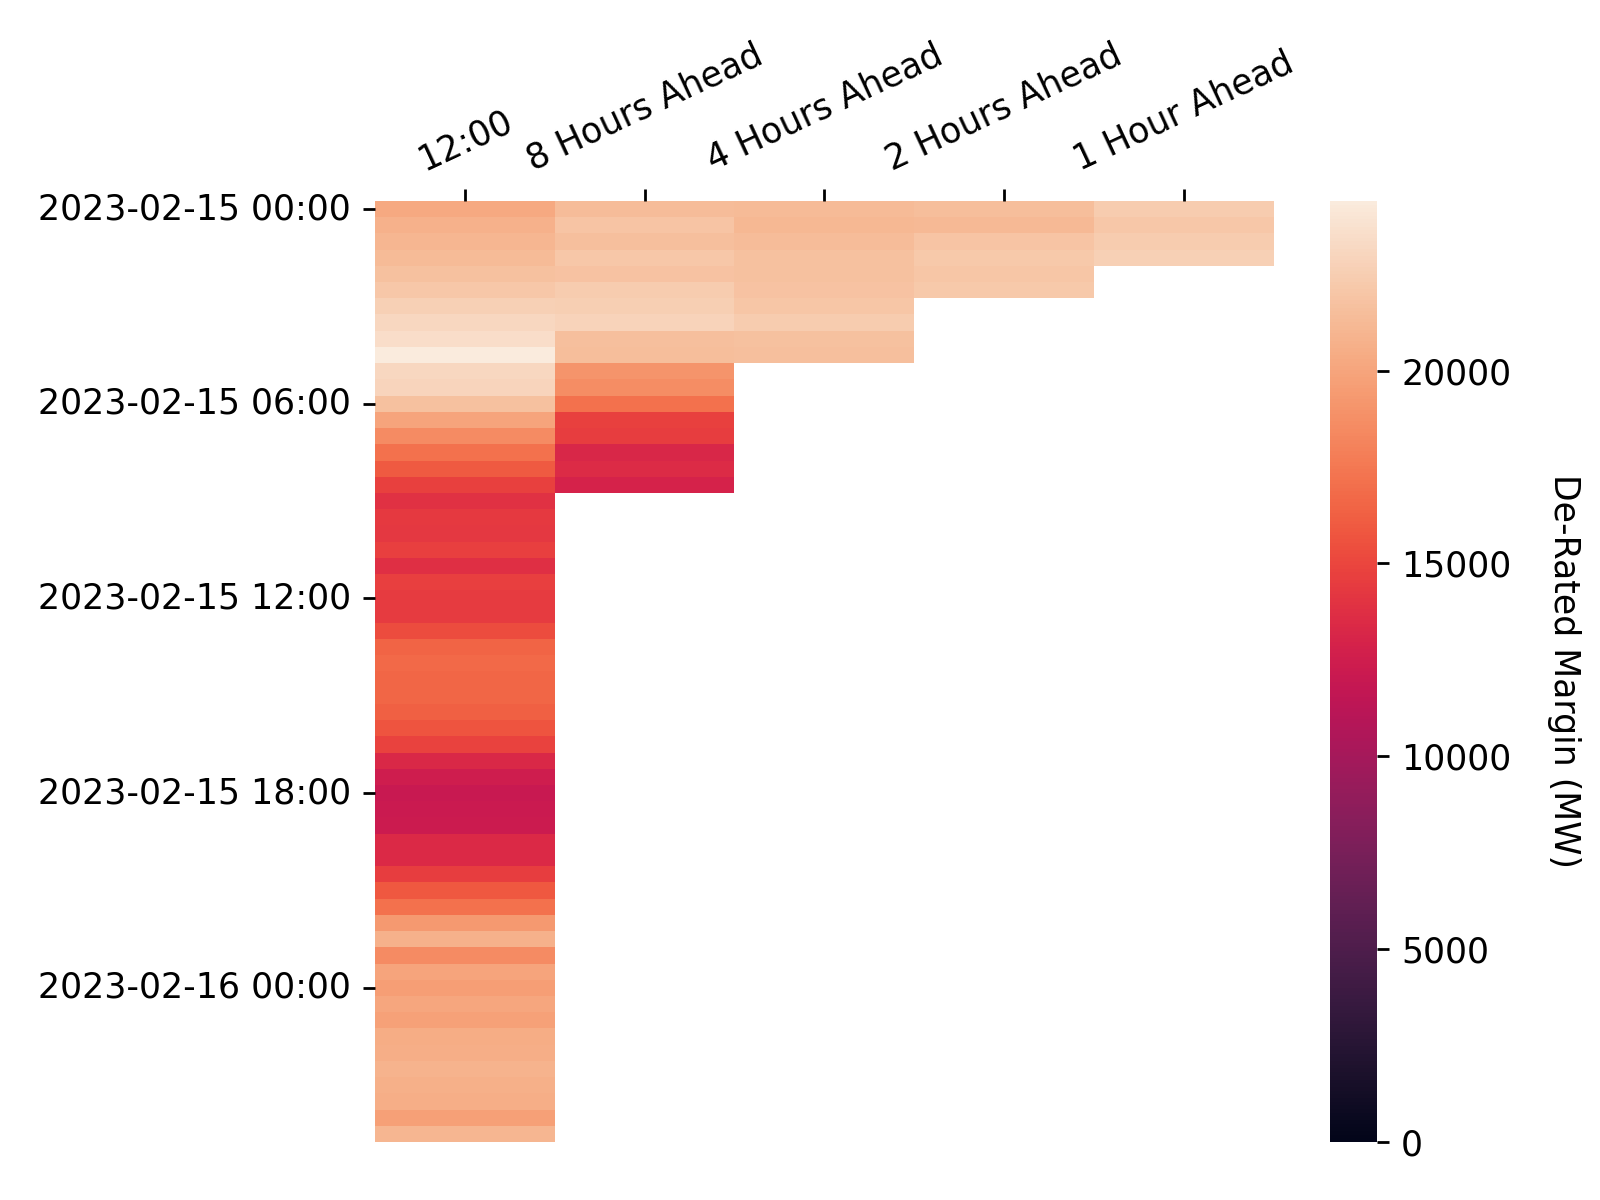 12:00
8 Hours Ahead
4 Hours Ahead
2 Hours Ahead
1 Hour Ahead
2023-02-15 00:00
2023-02-15 06:00
2023-02-15 12:00
2023-02-15 18:00
2023-02-16 00:00
20000
15000
10000
5000
0
De-Rated Margin (MW)